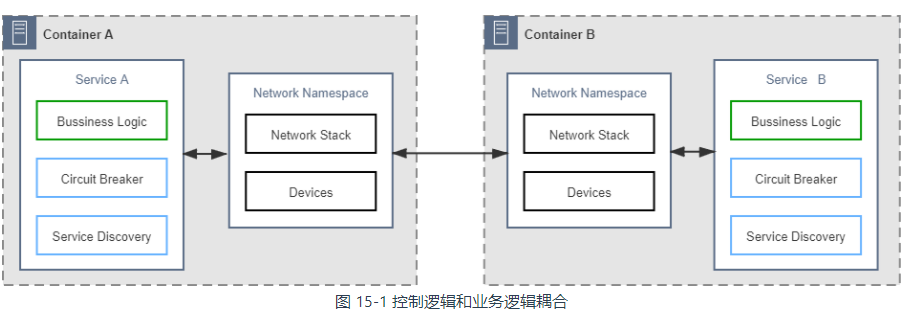 Container A
Service A
Bussiness Logic
Circuit Breaker
Service Discovery
Network Namespace
Network Stack
Devices
Container B
Network Namespace
Network Stack
Devices
Service B
Bussiness Logic
Circuit Breaker
Service Discovery
图 15-1 控制逻辑和业务逻辑耦合